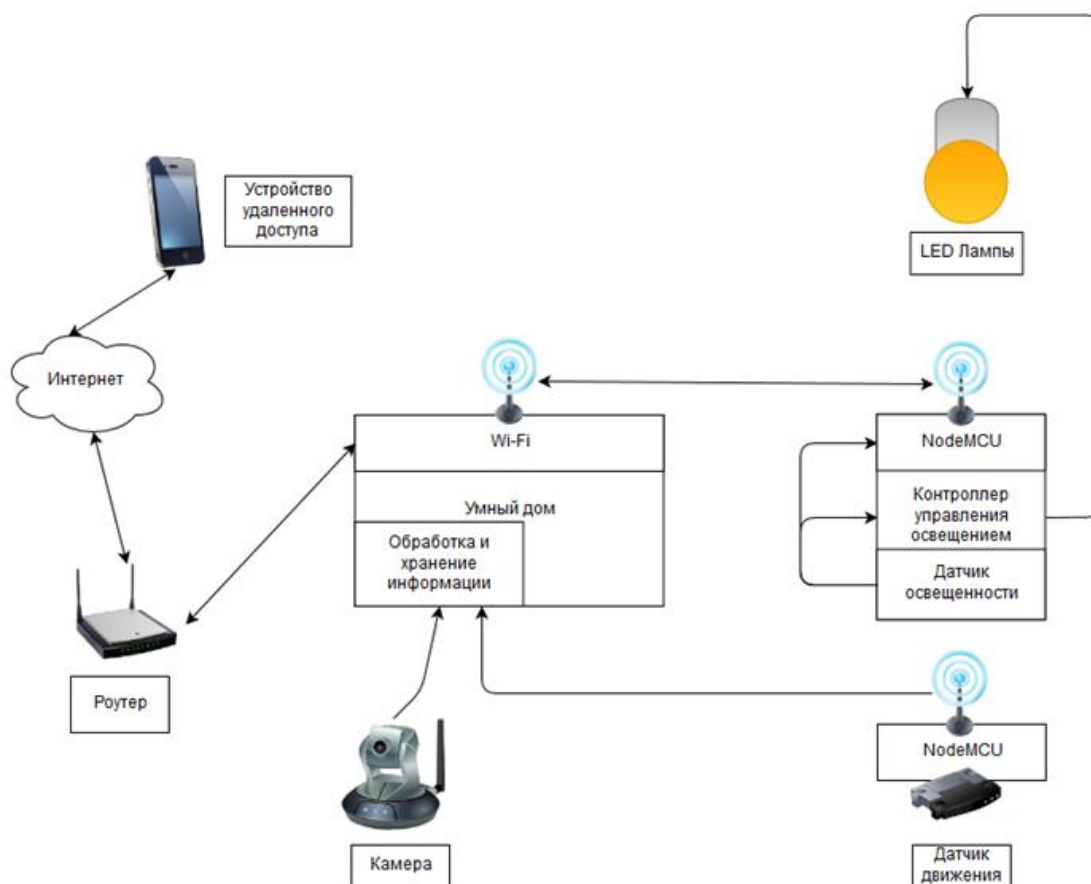 Устройство
удаленного
доступа
LED Лампы
Интернет
Wi-Fi
NodeMCU
Умный дом
Контроллер
управления
освещением
Обработка и
хранение
информации
Датчик
освещенности
Роутер
NodeMCU
Камера
Датчик
движения